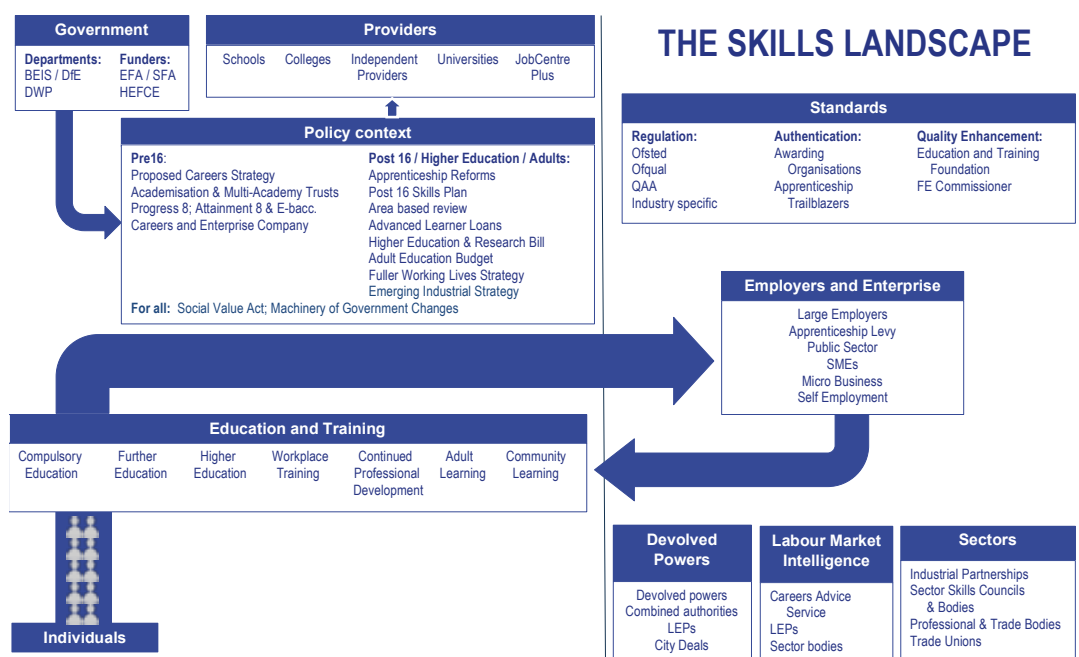 THE SKILLS LANDSCAPE
Government
Departments:
BEIS / DfE
DWP
Funders:
EFA / SFA
HEFCE
Providers
Schools
Colleges
Independent
Providers
Universities
JobCentre
Plus
Policy context
Pre16:
Proposed Careers Strategy
Academisation & Multi-Academy Trusts
Progress 8; Attainment 8 & E-bacc.
Careers and Enterprise Company
Post 16 / Higher Education / Adults:
Apprenticeship Reforms
Post 16 Skills Plan
Area based review
Advanced Learner Loans
Higher Education & Research Bill
Adult Education Budget
Fuller Working Lives Strategy
Emerging Industrial Strategy
For all: Social Value Act; Machinery of Government Changes
Standards
Regulation:
Ofsted
Ofqual
QAA
Industry specific
Authentication:
Awarding
Organisations
Apprenticeship
Trailblazers
Quality Enhancement:
Education and Training
Foundation
FE Commissioner
Employers and Enterprise
Large Employers
Apprenticeship Levy
Public Sector
SMEs
Micro Business
Self Employment
Education and Training
Compulsory
Education
Further
Education
Higher
Education
Workplace
Training
Continued
Professional
Development
Adult
Learning
Community
Learning
Individuals
Devolved
Powers
Devolved powers
Combined authorities
LEPs
City Deals
Labour Market
Intelligence
Careers Advice
Service
LEPs
Sector bodies
Sectors
Industrial Partnerships
Sector Skills Councils
& Bodies
Professional & Trade Bodies
Trade Unions